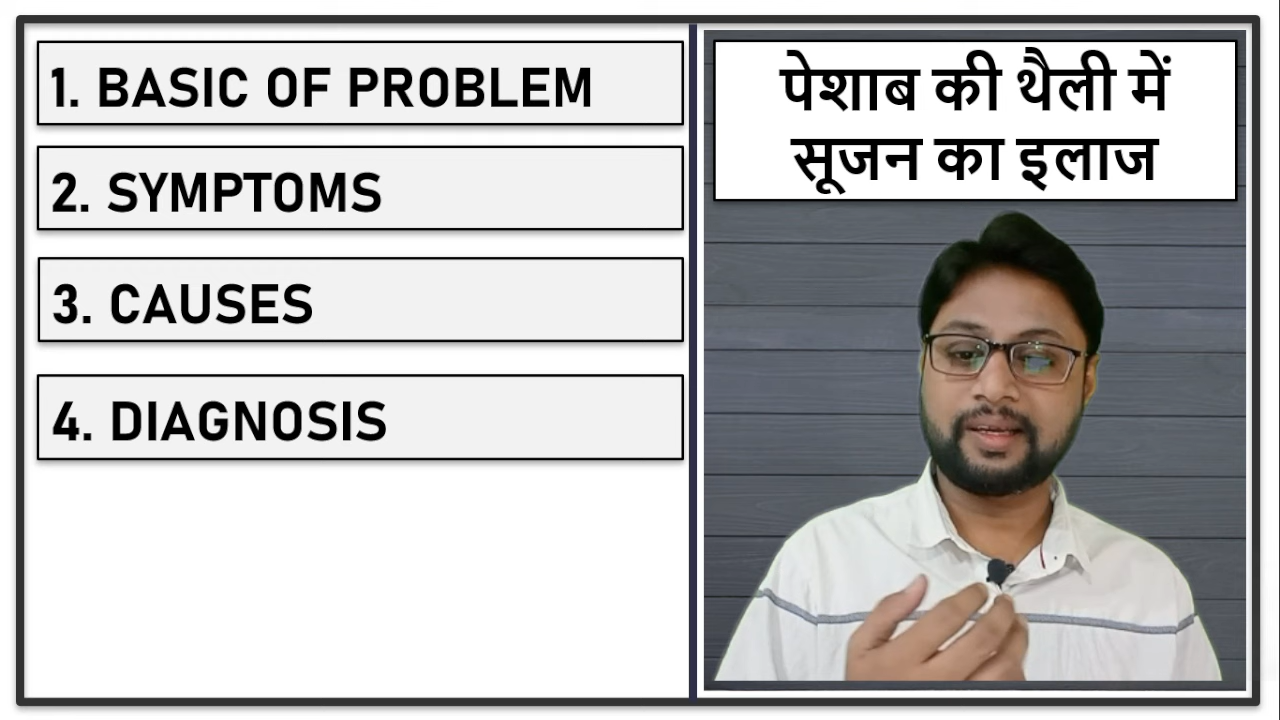 1. BASIC OF PROBLEM
2. SYMPTOMS
3. CAUSES
4. DIAGNOSIS
पेशाब की थैली में
सूजन का इलाज